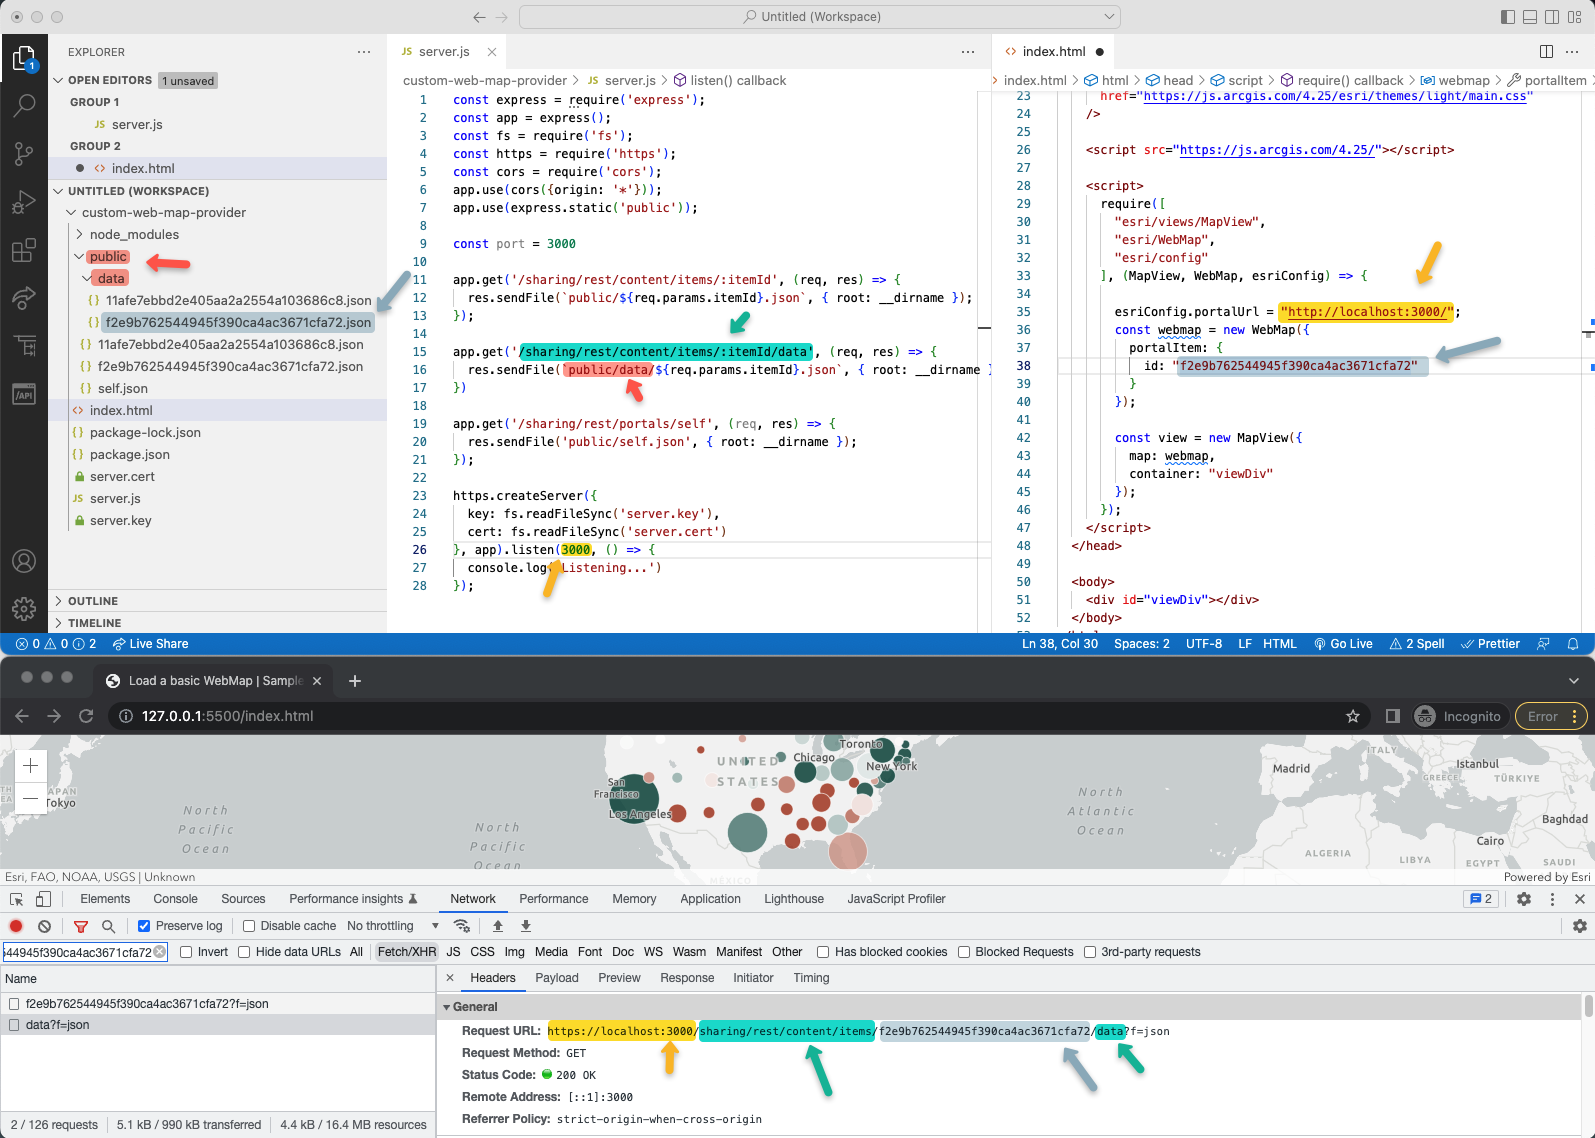 Untitled (Workspace)
EXPLORER
OPEN EDITORS 1 unsaved
GROUP 1
JS server.js
GROUP 2
index.html
UNTITLED (WORKSPACE)
custom-web-map-provider
node_modules
public
data
11afe7ebbd2e405aa2a2554a103686c8.json
f2e9b762544945f390ca4ac3671cfa72.json
11afe7ebbd2e405aa2a2554a103686c8.json
f2e9b762544945f390ca4ac3671cfa72.json
self.json
index.html
package-lock.json
package.json
server.cert
JS server.js
server.key
OUTLINE
TIMELINE
1
/API
JS server.js
custom-web-map-provider > JS server.js > listen() callback
1 const express = require('express');
2 const app = express();
3 const fs = require('fs');
4 const https = require('https');
5 const cors = require('cors');
6 app.use(cors({origin: '*'}));
7 app.use(express.static('public'));
8
9 const port = 3000
10
11 app.get('/sharing/rest/content/items/:itemId', (req, res) => {
12 res.sendFile(`public/${req.params.itemId}.json`, { root: __dirname });
13 });
14
15 app.get('/sharing/rest/content/items/:itemId/data', (req, res) => {
16 res.sendFile(`public/data/${req.params.itemId}.json`, { root: __dirname }
17 })
18
19 app.get('/sharing/rest/portals/self', (req, res) => {
20 res.sendFile('public/self.json', { root: __dirname });
21 });
22
23 https.createServer({
24 key: fs.readFileSync('server.key'),
25 cert: fs.readFileSync('server.cert')
26 }, app).listen(3000, () => {
27 console.log('Listening...')
28 });
index.html
index.html > html > head > script > require() callback > webmap > portalItem
23 href="https://js.arcgis.com/4.25/esri/themes/light/main.css"
24 />
25
26 <script src="https://js.arcgis.com/4.25/"></script>
27
28 <script>
29 require([
30 "esri/views/MapView",
31 "esri/WebMap",
32 "esri/config"
33 ], (MapView, WebMap, esriConfig) => {
34
35 esriConfig.portalUrl = "http://localhost:3000/";
36 const webmap = new WebMap({
37 portalItem: {
38 id: "f2e9b762544945f390ca4ac3671cfa72"
39 }
40 });
41
42 const view = new MapView({
43 map: webmap,
44 container: "viewDiv"
45 });
46 });
47 </script>
48 </head>
49
50 <body>
51 <div id="viewDiv"></div>
52 </body>
0 0 2 Live Share
Ln 38, Col 30 Spaces: 2 UTF-8 LF HTML Go Live 2 Spell Prettier
Load a basic WebMap | Sample
127.0.0.1:5500/index.html
Incognito
Error
Tokyo
North
Pacific
Ocean
North
Pacific
Ocean
San
Francisco
Los Angeles
UNITED
STATES
Chicago
Toronto
New York
MEXICO
North
Atlantic
Ocean
Madrid
ITALY
GREECE
Istanbul
TÜRKIYE
Baghdad
Cairo
ALGERIA
LIBYA
EGYPT
SAUDI
Esri, FAO, NOAA, USGS | Unknown
Powered by Esri
Elements Console Sources Performance insights Network Performance Memory Application Lighthouse JavaScript Profiler 2
Preserve log Disable cache No throttling
44945f390ca4ac3671cfa72 Invert Hide data URLs All Fetch/XHR JS CSS Img Media Font Doc WS Wasm Manifest Other Has blocked cookies Blocked Requests 3rd-party requests
Name
f2e9b762544945f390ca4ac3671cfa72?f=json
data?f=json
2 / 126 requests 5.1 kB / 990 kB transferred 4.4 kB / 16.4 MB resources
Headers Payload Preview Response Initiator Timing
General
Request URL: https://localhost:3000/sharing/rest/content/items/f2e9b762544945f390ca4ac3671cfa72/data?f=json
Request Method: GET
Status Code: 200 OK
Remote Address: [::1]:3000
Referrer Policy: strict-origin-when-cross-origin